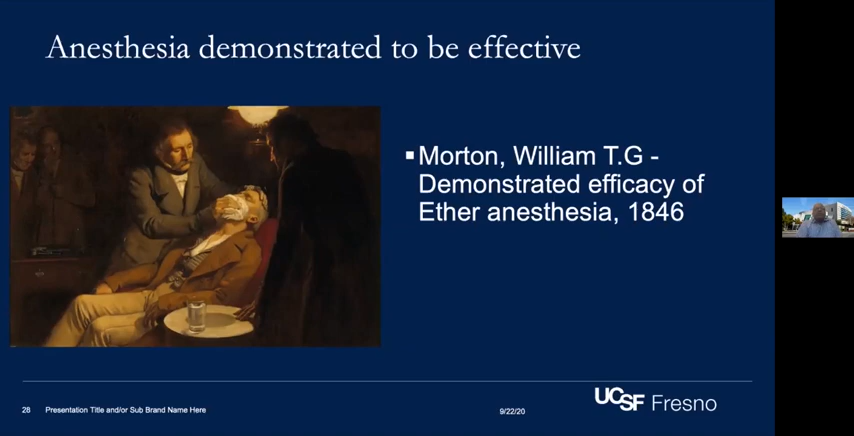 Anesthesia demonstrated to be effective
▪Morton, William T.G -
Demonstrated efficacy of
Ether anesthesia, 1846
28 Presentation Title and/or Sub Brand Name Here
9/22/20
UCSF Fresno